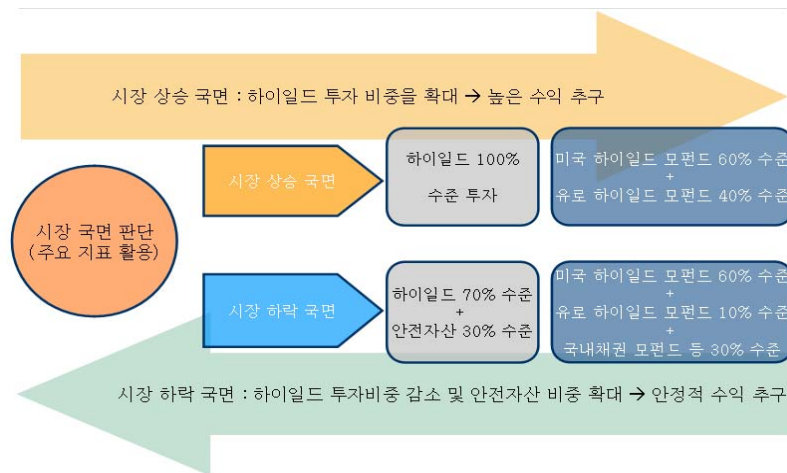 시장 상승 국면 : 하이일드 투자 비중을 확대 → 높은 수익 추구
시장 국면 판단
(주요 지표 활용)
시장 상승 국면
하이일드 100%
수준 투자
미국 하이일드 모펀드 60% 수준
+
유로 하이일드 모펀드 40% 수준
시장 하락 국면
하이일드 70% 수준
+
안전자산 30% 수준
미국 하이일드 모펀드 60% 수준
+
유로 하이일드 모펀드 10% 수준
+
국내채권 모펀드 등 30% 수준
시장 하락 국면 : 하이일드 투자비중 감소 및 안전자산 비중 확대 → 안정적 수익 추구